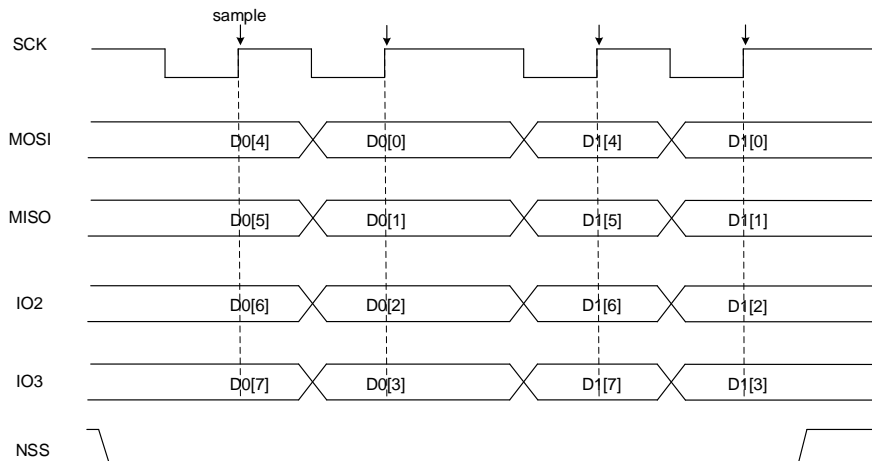 sample
SCK
MOSI D0[4] D0[0] D1[4] D1[0]
MISO D0[5] D0[1] D1[5] D1[1]
IO2 D0[6] D0[2] D1[6] D1[2]
IO3 D0[7] D0[3] D1[7] D1[3]
NSS